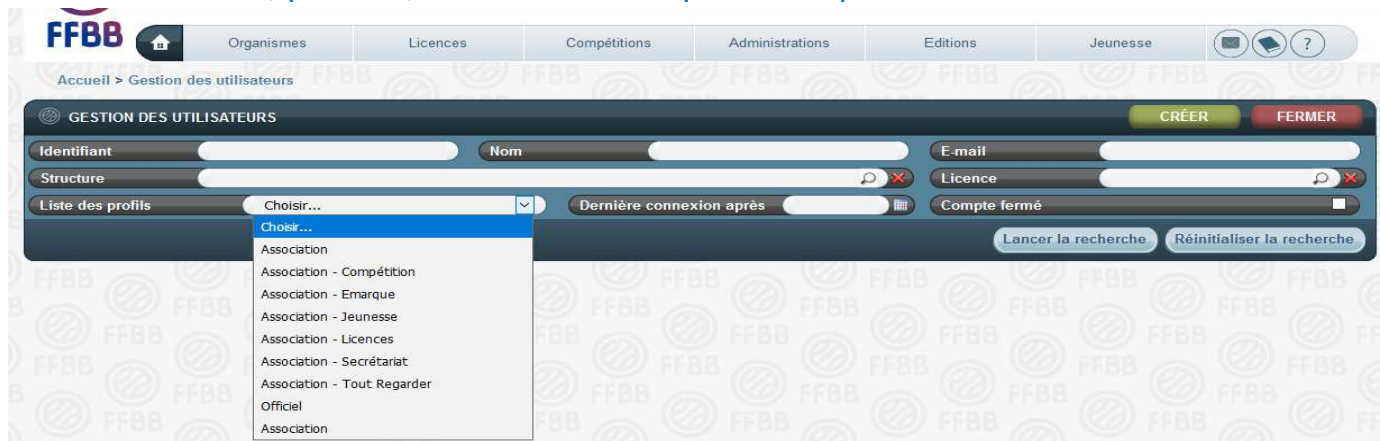 FFBB
Organismes Licences Compétitions Administrations Editions Jeunesse ?
Accueil > Gestion des utilisateurs
GESTION DES UTILISATEURS CRÉER FERMER
Identifiant Nom E-mail
Structure Licence
Liste des profils Choisir... Dernière connexion après Compte fermé
Choisir...
Lancer la recherche Réinitialiser la recherche
Association
Association - Compétition
Association - Emarque
Association - Jeunesse
Association - Licences
Association - Secrétariat
Association - Tout Regarder
Officiel
Association